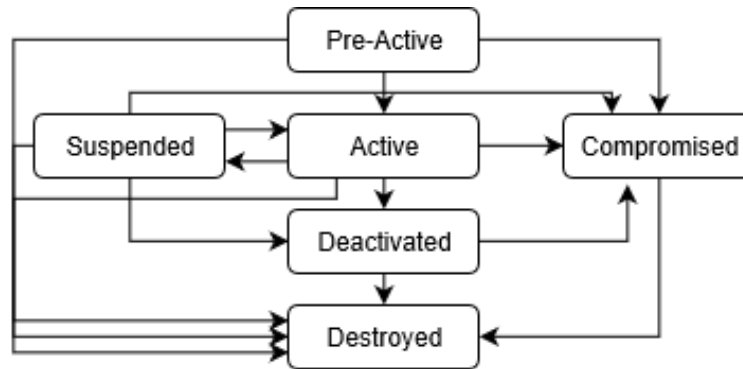 Pre-Active
Suspended
Active
Compromised
Deactivated
Destroyed